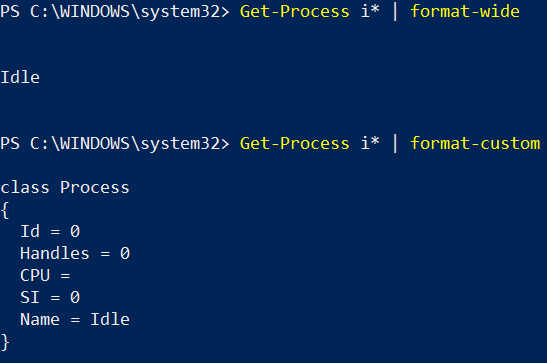 PS C:\WINDOWS\system32> Get-Process i* | format-wide
Idle
PS C:\WINDOWS\system32> Get-Process i* | format-custom
class Process
{
  Id = 0
  Handles = 0
  CPU =
  SI = 0
  Name = Idle
}